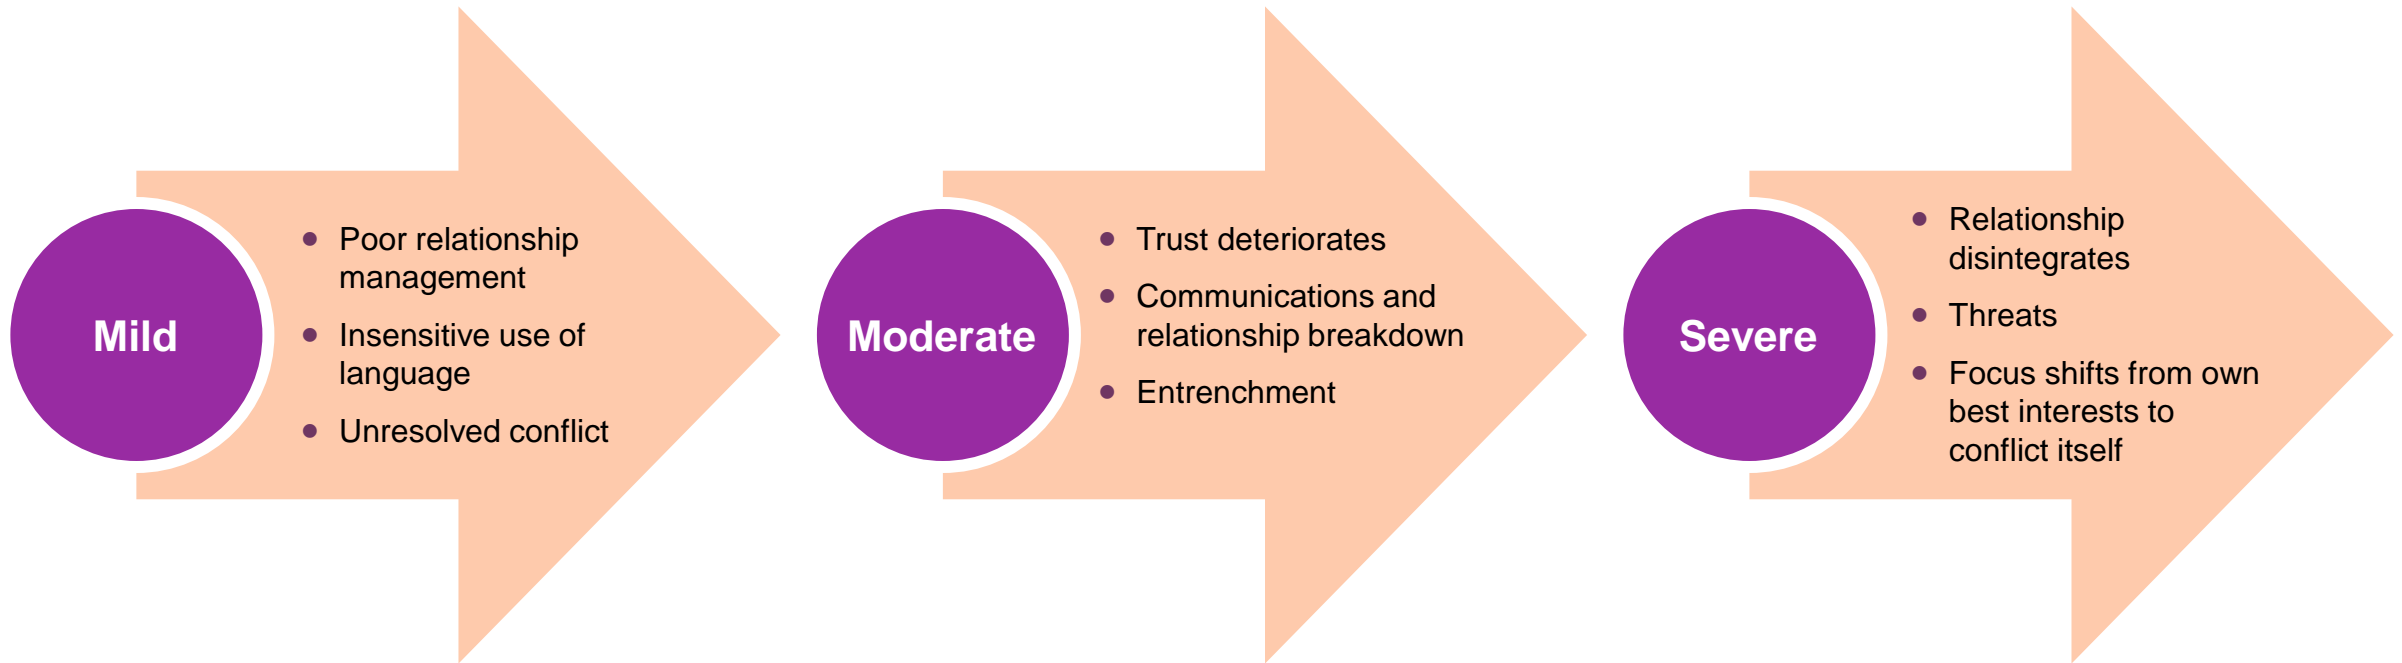 Mild
• Poor relationship
management
• Insensitive use of
language
• Unresolved conflict
Moderate
• Trust deteriorates
• Communications and
relationship breakdown
• Entrenchment
Severe
• Relationship
disintegrates
• Threats
• Focus shifts from own
best interests to
conflict itself